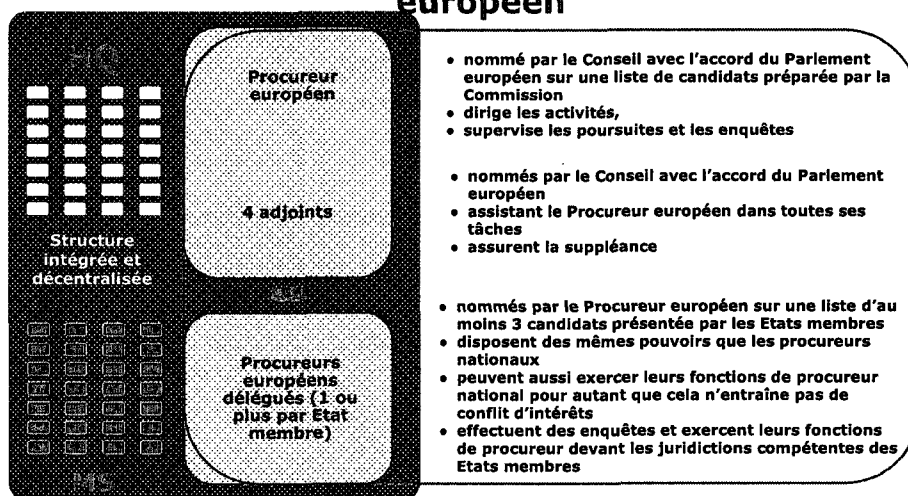 européen
HQ
Procureur
européen
4 adjoints
Structure
intégrée et
décentralisée
Procureurs
européens
délégués (1 ou
plus par Etat
membre)
MS
• nommé par le Conseil avec l'accord du Parlement
européen sur une liste de candidats préparée par la
Commission
• dirige les activités,
• supervise les poursuites et les enquêtes
• nommés par le Conseil avec l'accord du Parlement
européen
• assistant le Procureur européen dans toutes ses
tâches
• assurent la suppléance
• nommés par le Procureur européen sur une liste d'au
moins 3 candidats présentée par les Etats membres
• disposent des mêmes pouvoirs que les procureurs
nationaux
• peuvent aussi exercer leurs fonctions de procureur
national pour autant que cela n'entraîne pas de
conflit d'intérêts
• effectuent des enquêtes et exercent leurs fonctions
de procureur devant les juridictions compétentes des
Etats membres